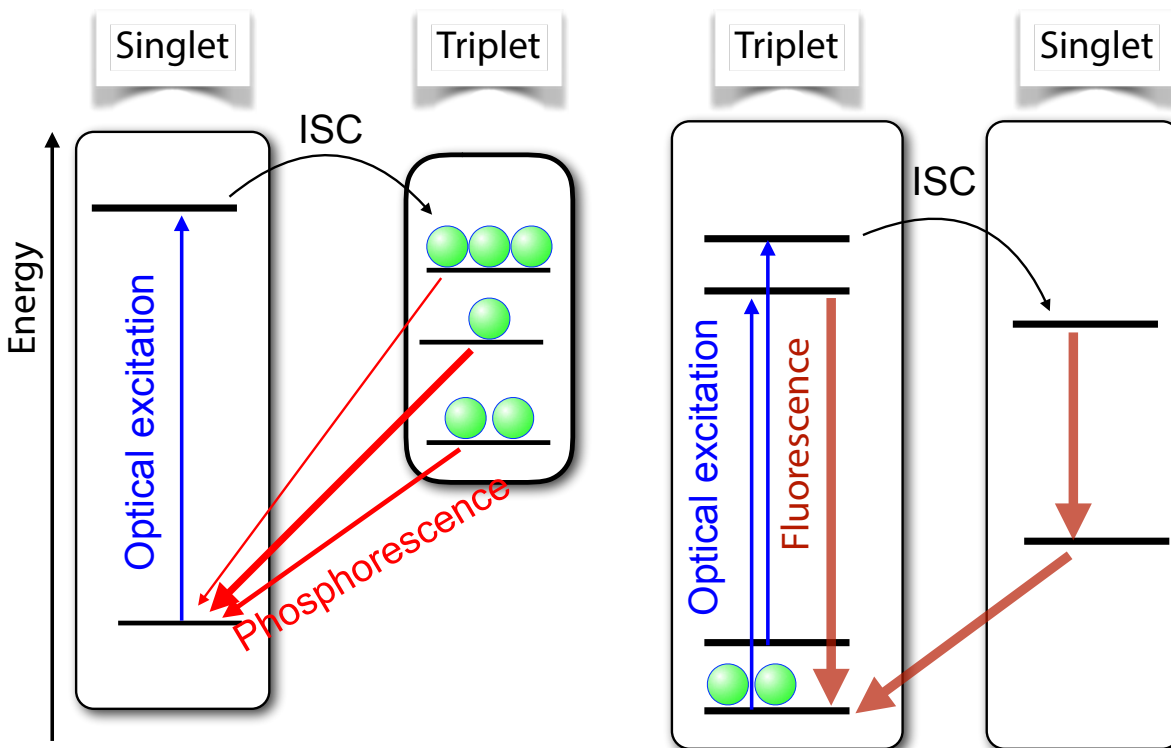 Singlet
Triplet
Triplet
Singlet
ISC
ISC
Energy
Optical excitation
Phosphorescence
Optical excitation
Fluorescence